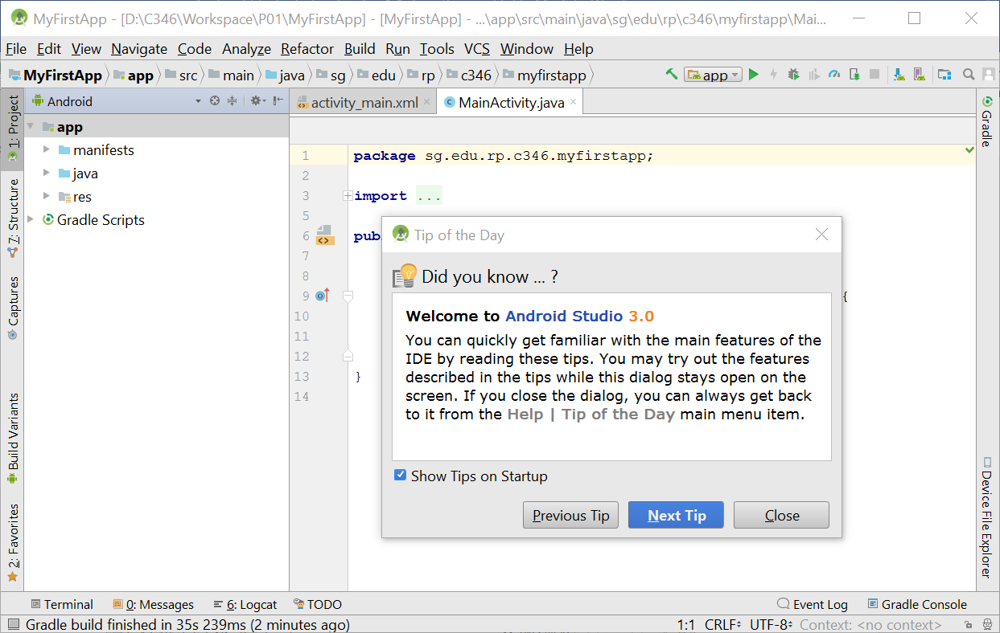 MyFirstApp - [D:\C346\Workspace\P01\MyFirstApp] - [MyFirstApp] - ...\app\src\main\java\sg\edu\rp\c346\myfirstapp\Mai...
File Edit View Navigate Code Analyze Refactor Build Run Tools VCS Window Help
MyFirstApp app src main java sg edu rp c346 myfirstapp app
1: Project
7: Structure
Captures
Build Variants
2: Favorites
Android
app
manifests
java
res
Gradle Scripts
activity_main.xml MainActivity.java
1 package sg.edu.rp.c346.myfirstapp;
2
3 import ...
5
6 pub
7
8
9 {
10
11
12
13 }
14
Tip of the Day
Did you know ... ?
Welcome to Android Studio 3.0
You can quickly get familiar with the main features of the
IDE by reading these tips. You may try out the features
described in the tips while this dialog stays open on the
screen. If you close the dialog, you can always get back
to it from the Help | Tip of the Day main menu item.
Show Tips on Startup
Previous Tip Next Tip Close
Gradle
Device File Explorer
Terminal 0: Messages 6: Logcat TODO Event Log Gradle Console
Gradle build finished in 35s 239ms (2 minutes ago) 1:1 CRLF UTF-8 Context: <no context>